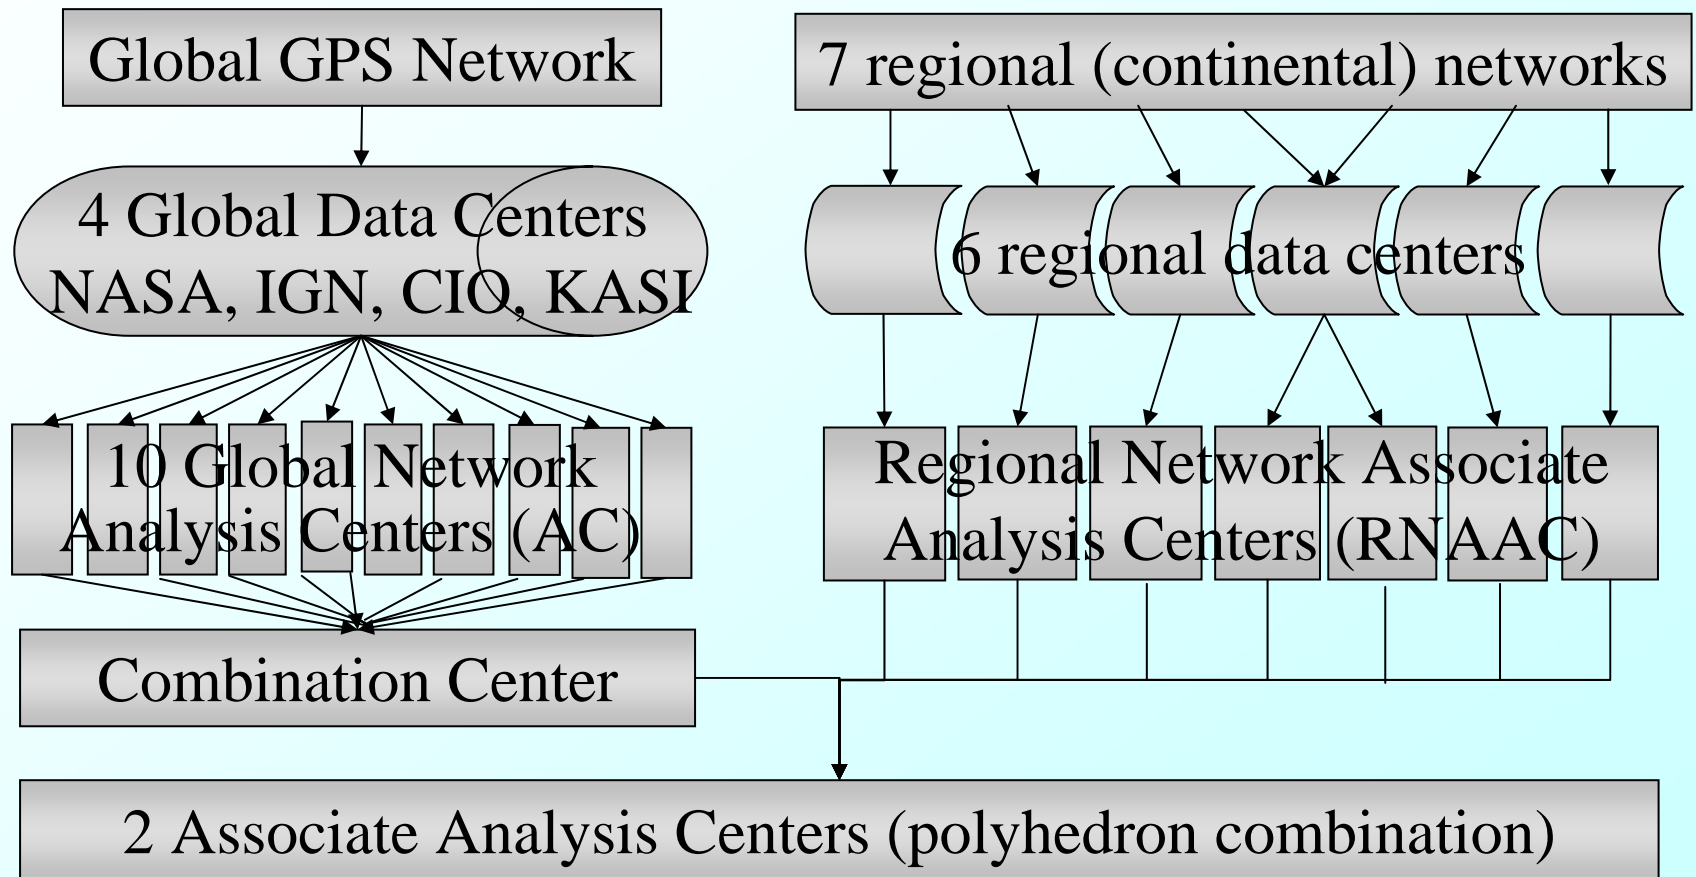 Global GPS Network
7 regional (continental) networks
4 Global Data Centers
NASA, IGN, CIO, KASI
6 regional data centers
10 Global Network
Analysis Centers (AC)
Regional Network Associate
Analysis Centers (RNAAC)
Combination Center
2 Associate Analysis Centers (polyhedron combination)